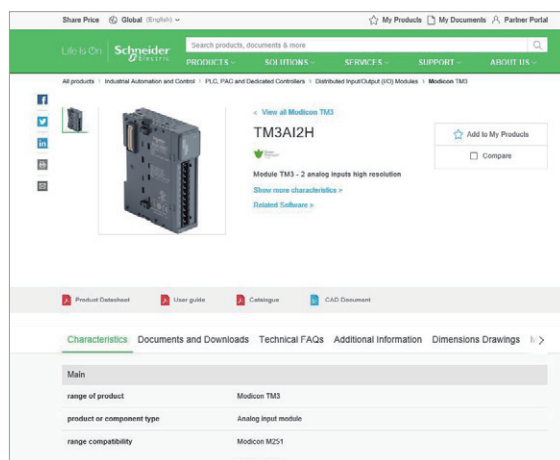 Share Price Global (English) My Products My Documents Partner Portal
Life Is On Schneider Electric
Search products, documents & more
PRODUCTS SOLUTIONS SERVICES SUPPORT ABOUT US
All products Industrial Automation and Control PLC, PAC and Dedicated Controllers Distributed Input/Output (I/O) Modules Modicon TM3
< View all Modicon TM3
TM3AI2H
Add to My Products
Compare
Module TM3 - 2 analog inputs high resolution
Show more characteristics >
Related Software >
Product Datasheet User guide Catalogue CAD Document
Characteristics Documents and Downloads Technical FAQs Additional Information Dimensions Drawings
Main
range of product Modicon TM3
product or component type Analog input module
range compatibility Modicon M251